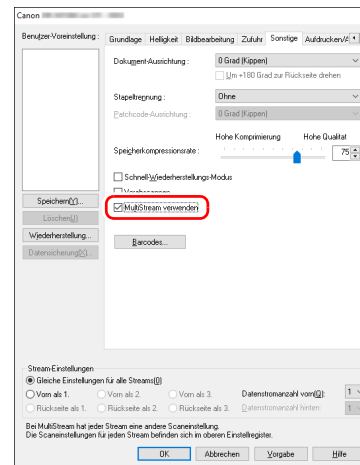 Canon
Benutzer-Voreinstellung :
Grundlage Helligkeit Bildbearbeitung Zufuhr Sonstige Aufdrucken/
Dokument-Ausrichtung : 0 Grad (Kippen)
Um +180 Grad zur Rückseite drehen
Stapeltrennung : Ohne
Patchcode-Ausrichtung : 0 Grad (Kippen)
Hohe Komprimierung Hohe Qualität
Speicherkompressionsrate : 75
Schnell-Wiederherstellungs-Modus
MultiStream verwenden
Barcodes...
Speichern(Y)...
Löschen(J)
Wiederherstellung...
Datensicherung(X)...
Stream-Einstellungen
Gleiche Einstellungen für alle Streams(0)
Vorn als 1. Vorn als 2. Vorn als 3. Datenstromanzahl vorn(Q): 1
Rückseite als 1. Rückseite als 2. Rückseite als 3. Datenstromanzahl hinten: 1
Bei MultiStream hat jeder Stream eine andere Scaneinstellung.
Die Scaneinstellungen für jeden Stream befinden sich im oberen Einstellregister.
OK Abbrechen Vorgabe Hilfe